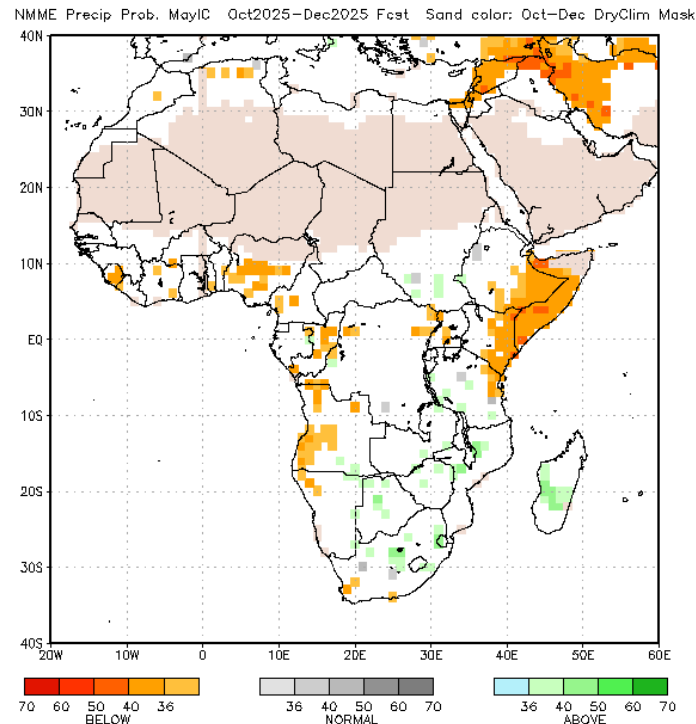 NMME Precip Prob. MayIC Oct2025-Dec2025 Fcst Sand color: Oct-Dec DryClim Mask
40N
30N
20N
10N
EQ
10S
20S
30S
40S
20W 10W 0 10E 20E 30E 40E 50E 60E
70 60 50 40 36
BELOW
36 40 50 60 70
NORMAL
36 40 50 60 70
ABOVE